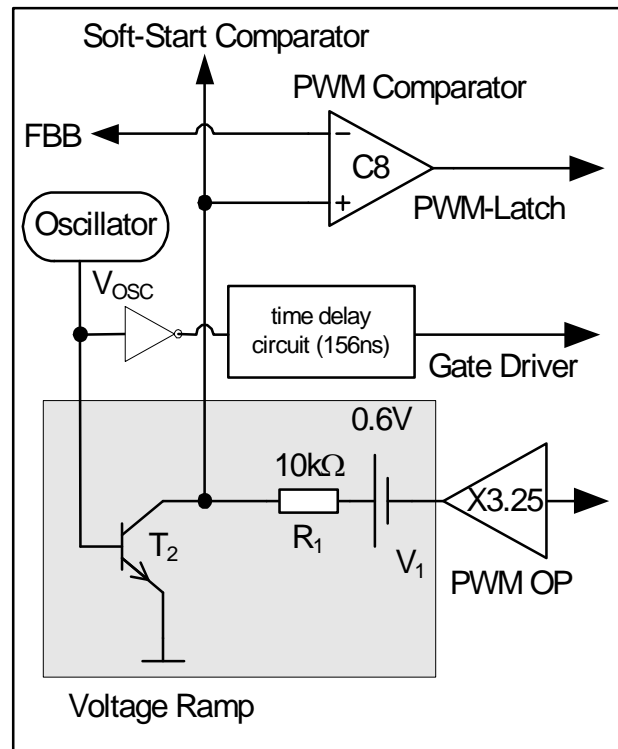 Soft-Start Comparator
PWM Comparator
FBB
−
C8
+
PWM-Latch
Oscillator
VOSC
time delay
circuit (156ns)
Gate Driver
0.6V
10kΩ
X3.25
T2
R1
V1
PWM OP
Voltage Ramp